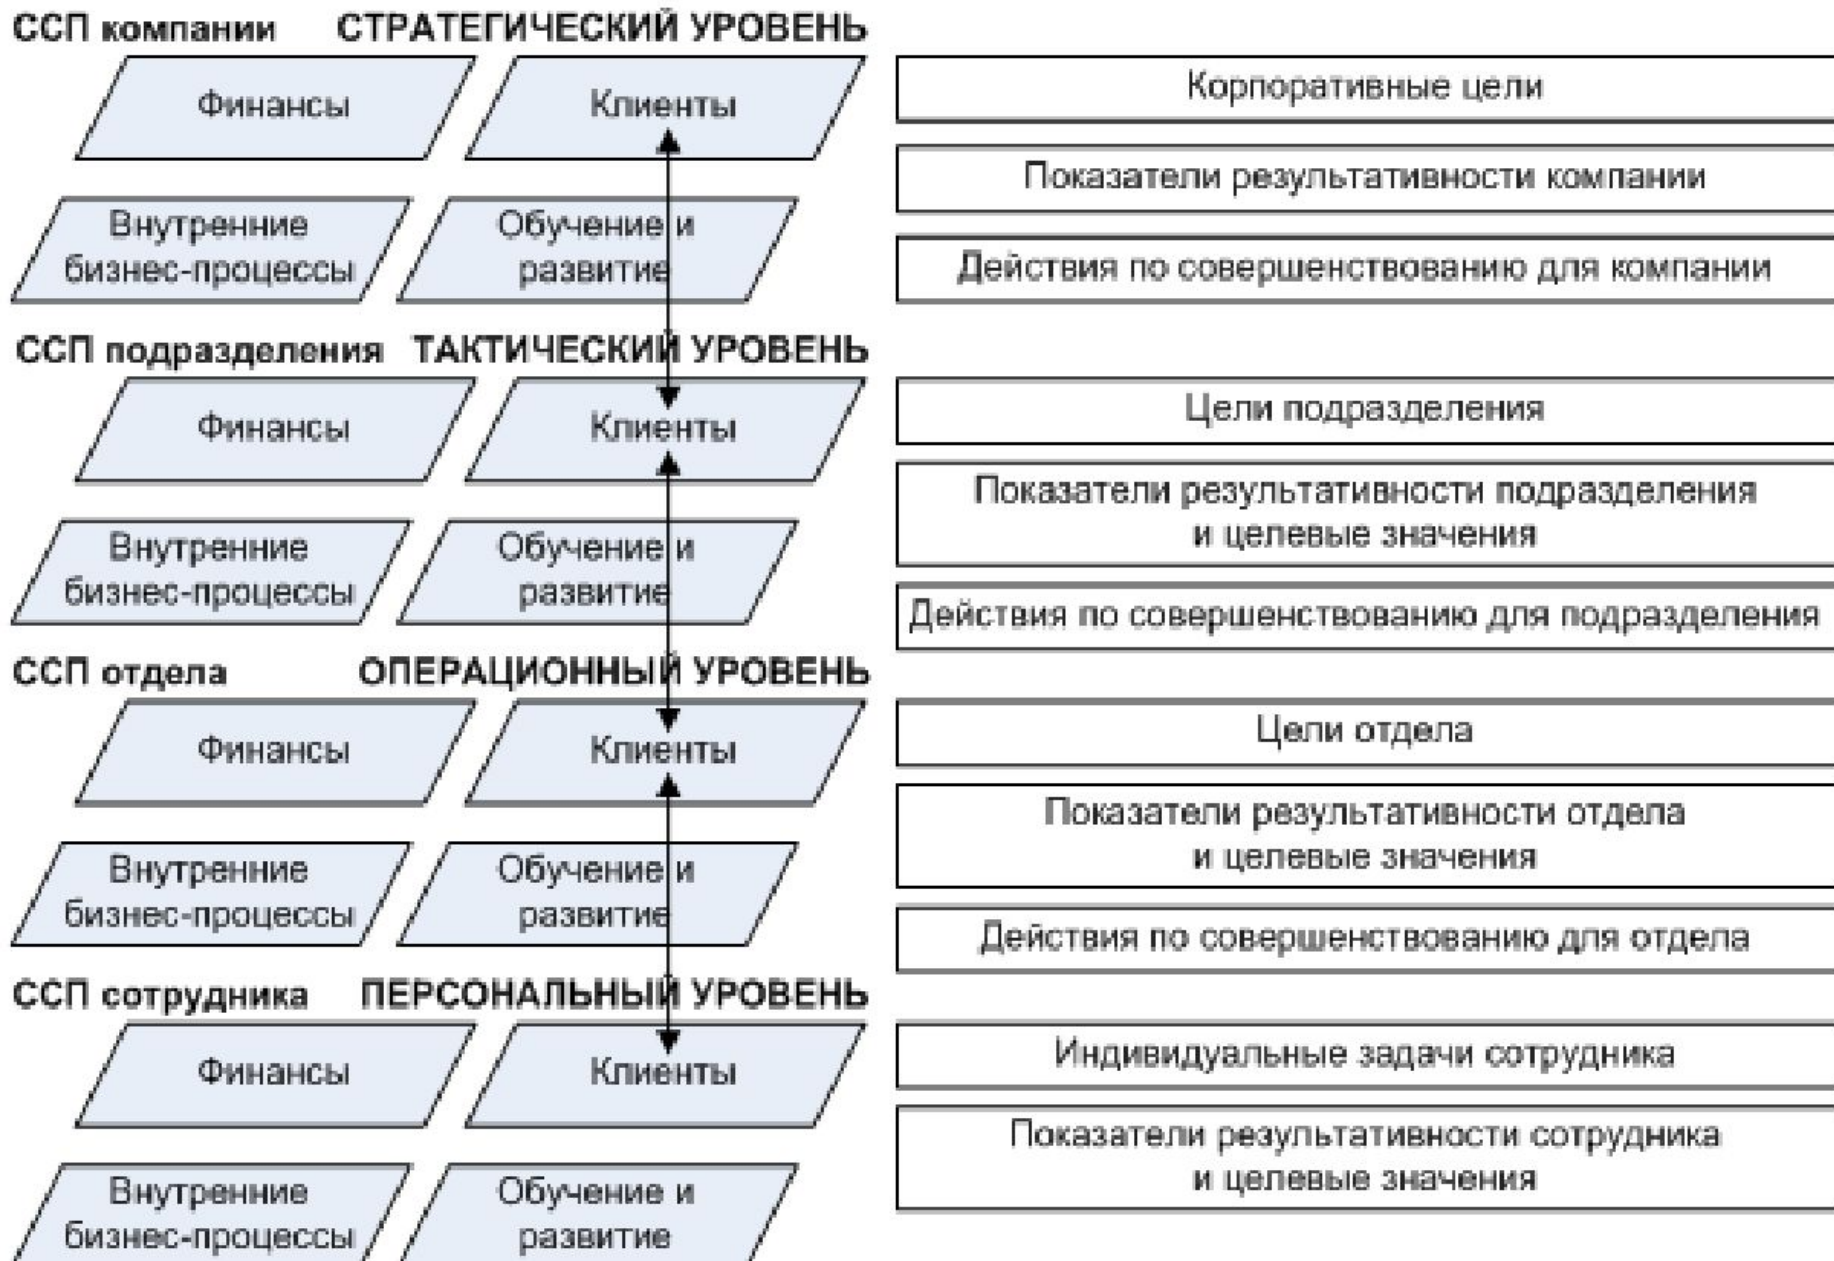 ССП компании СТРАТЕГИЧЕСКИЙ УРОВЕНЬ
Финансы
Клиенты
Внутренние
бизнес-процессы
Обучение и
развитие
Корпоративные цели
Показатели результативности компании
Действия по совершенствованию для компании
ССП подразделения ТАКТИЧЕСКИЙ УРОВЕНЬ
Финансы
Клиенты
Внутренние
бизнес-процессы
Обучение и
развитие
Цели подразделения
Показатели результативности подразделения
и целевые значения
Действия по совершенствованию для подразделения
ССП отдела ОПЕРАЦИОННЫЙ УРОВЕНЬ
Финансы
Клиенты
Внутренние
бизнес-процессы
Обучение и
развитие
Цели отдела
Показатели результативности отдела
и целевые значения
Действия по совершенствованию для отдела
ССП сотрудника ПЕРСОНАЛЬНЫЙ УРОВЕНЬ
Финансы
Клиенты
Внутренние
бизнес-процессы
Обучение и
развитие
Индивидуальные задачи сотрудника
Показатели результативности сотрудника
и целевые значения